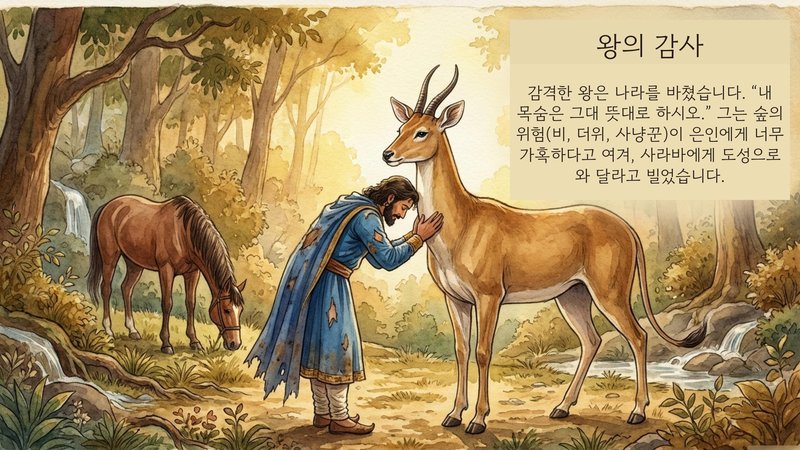 왕의 감사
감격한 왕은 나라를 바쳤습니다. “내
목숨은 그대 뜻대로 하시오.” 그는 숲의
위험(비, 더위, 사냥꾼)이 은인에게 너무
가혹하다고 여겨, 사라바에게 도성으로
와 달라고 빌었습니다.